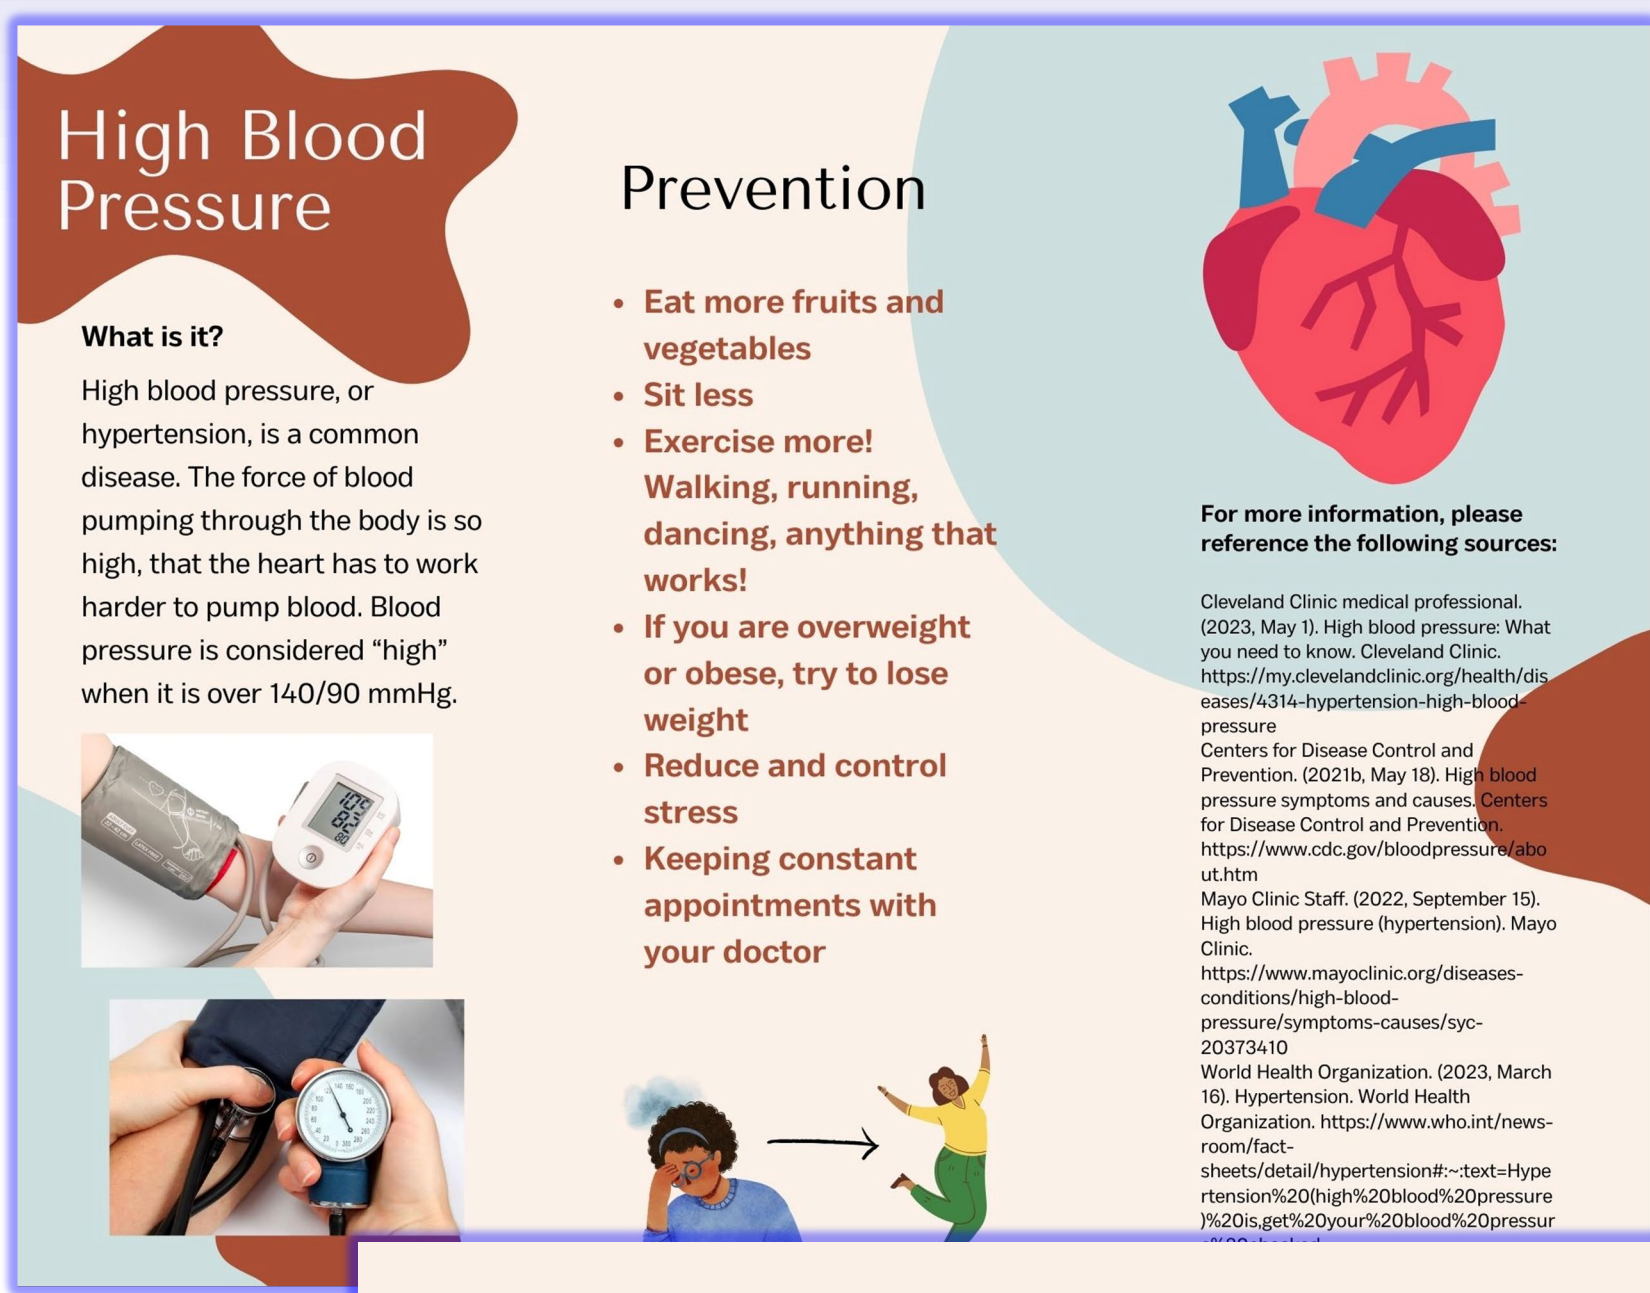 High Blood
Pressure
What is it?
High blood pressure, or
hypertension, is a common
disease. The force of blood
pumping through the body is so
high, that the heart has to work
harder to pump blood. Blood
pressure is considered “high”
when it is over 140/90 mmHg.
Prevention
• Eat more fruits and
vegetables
• Sit less
• Exercise more!
Walking, running,
dancing, anything that
works!
• If you are overweight
or obese, try to lose
weight
• Reduce and control
stress
• Keeping constant
appointments with
your doctor
For more information, please
reference the following sources:
Cleveland Clinic medical professional.
(2023, May 1). High blood pressure: What
you need to know. Cleveland Clinic.
https://my.clevelandclinic.org/health/dis
eases/4314-hypertension-high-blood-
pressure
Centers for Disease Control and
Prevention. (2021b, May 18). High blood
pressure symptoms and causes. Centers
for Disease Control and Prevention.
https://www.cdc.gov/bloodpressure/abo
ut.htm
Mayo Clinic Staff. (2022, September 15).
High blood pressure (hypertension). Mayo
Clinic.
https://www.mayoclinic.org/diseases-
conditions/high-blood-
pressure/symptoms-causes/syc-
20373410
World Health Organization. (2023, March
16). Hypertension. World Health
Organization. https://www.who.int/news-
room/fact-
sheets/detail/hypertension#:~:text=Hype
rtension%20(high%20blood%20pressure
)%20is,get%20your%20blood%20pressur